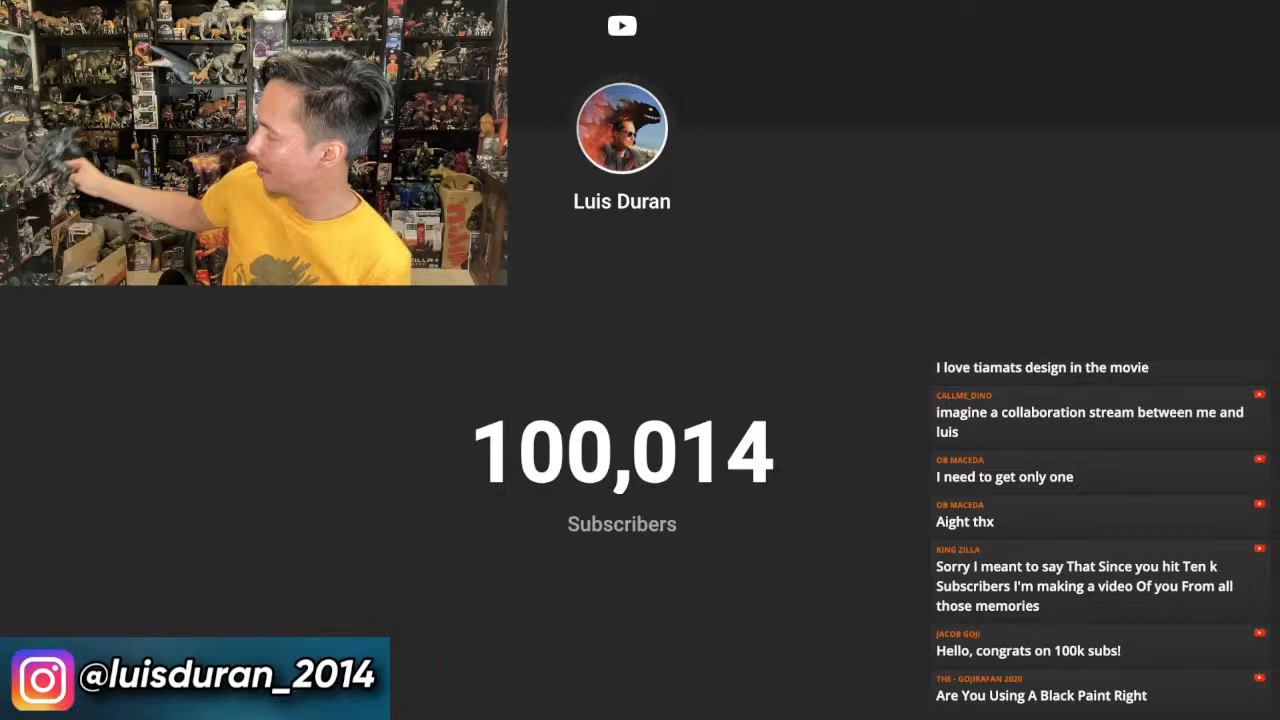 Luis Duran
100,014
Subscribers
I love tiamats design in the movie
CALLME_DINO
imagine a collaboration stream between me and
luis
OB MACEDA
I need to get only one
OB MACEDA
Aight thx
KING ZILLA
Sorry I meant to say That Since you hit Ten k
Subscribers I'm making a video Of you From all
those memories
JACOB GOJI
Hello, congrats on 100k subs!
THE - GOJIRAFAN 2020
Are You Using A Black Paint Right
@luisduran_2014